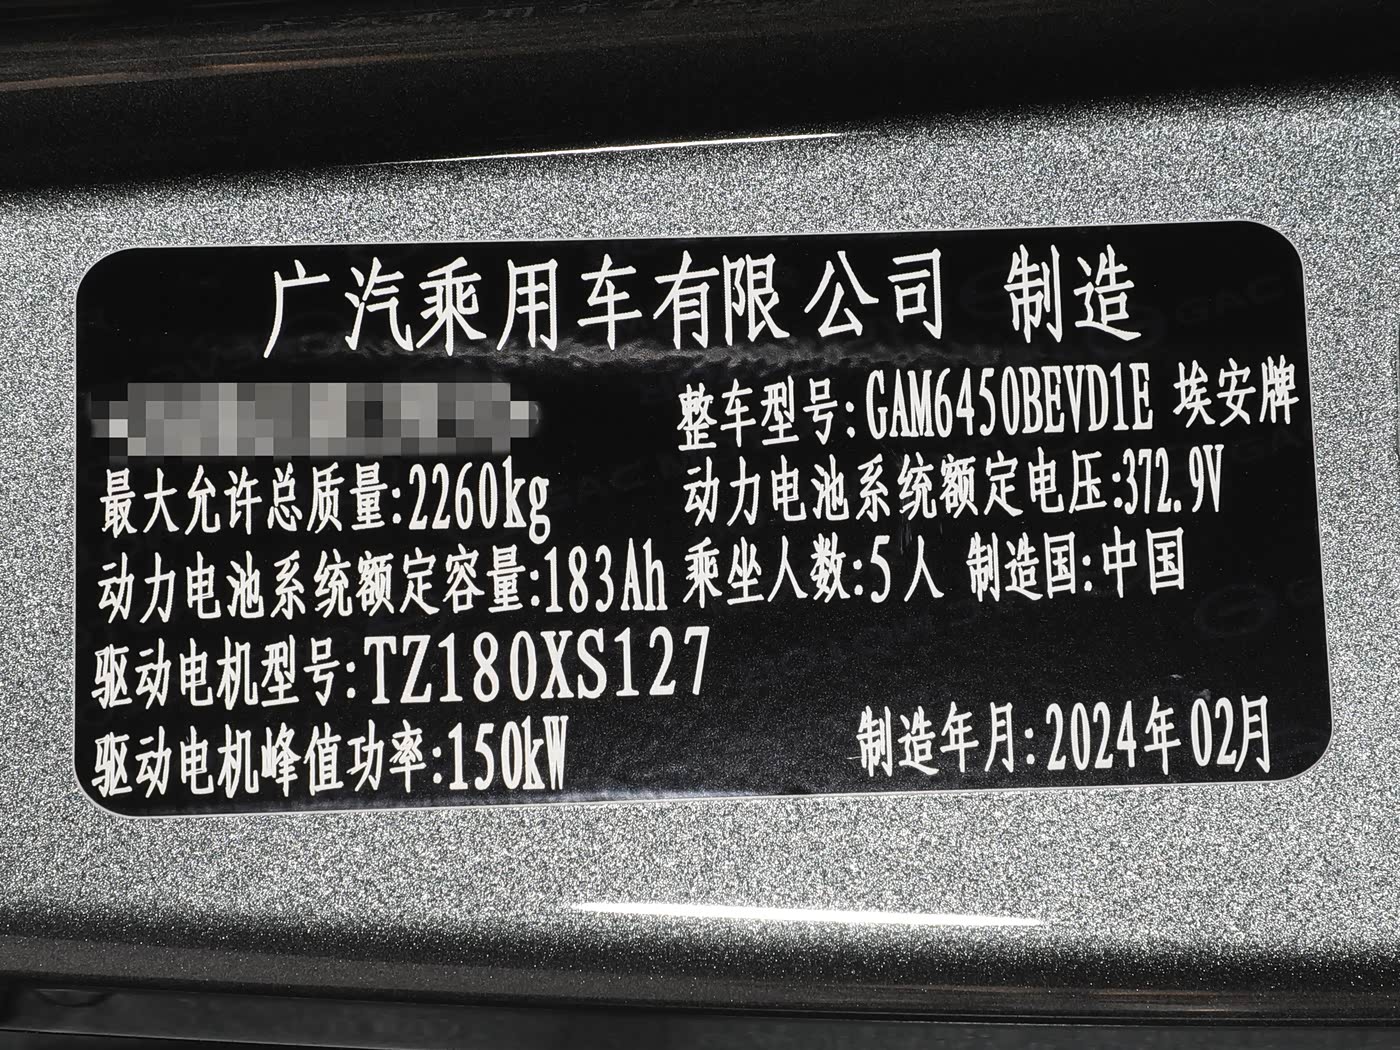 广汽乘用车有限公司 制造
整车型号:GAM6450BEVD1E 埃安牌
最大允许总质量:2260kg
动力电池系统额定电压:372.9V
动力电池系统额定容量:183Ah
乘坐人数:5人 制造国:中国
驱动电机型号:TZ180XS127
驱动电机峰值功率:150kW
制造年月:2024年02月